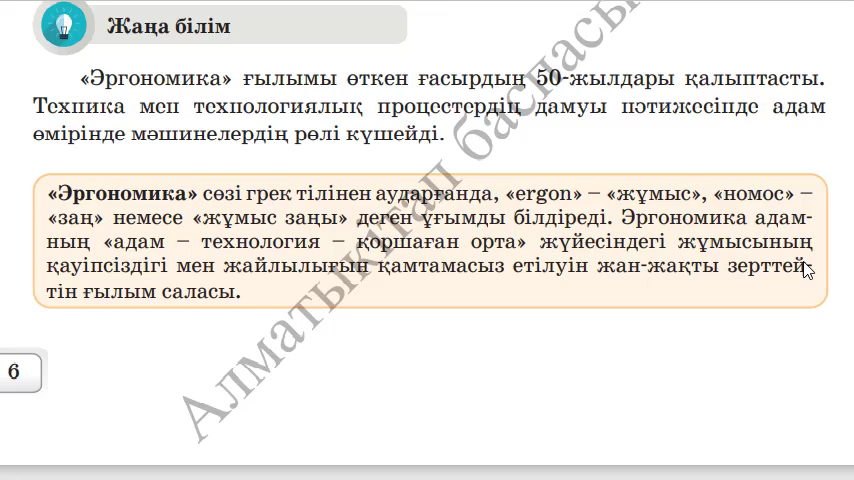 Жаңа білім
«Эргономика» ғылымы өткен ғасырдың 50-жылдары қалыптасты.
Техника мен технологиялық процестердің дамуы нәтижесінде адам
өмірінде мәшинелердің рөлі күшейді.
«Эргономика» сөзі грек тілінен аударғанда, «ergon» – «жұмыс», «номос» –
«заң» немесе «жұмыс заңы» деген ұғымды білдіреді. Эргономика адам-
ның «адам – технология – қоршаған орта» жүйесіндегі жұмысының
қауіпсіздігі мен жайлылығын қамтамасыз етілуін жан-жақты зерттей-
тін ғылым саласы.
6
Алматыкітап баспасы